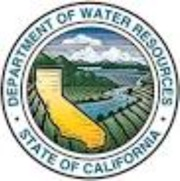 DEPARTMENT OF WATER RESOURCES
STATE OF CALIFORNIA